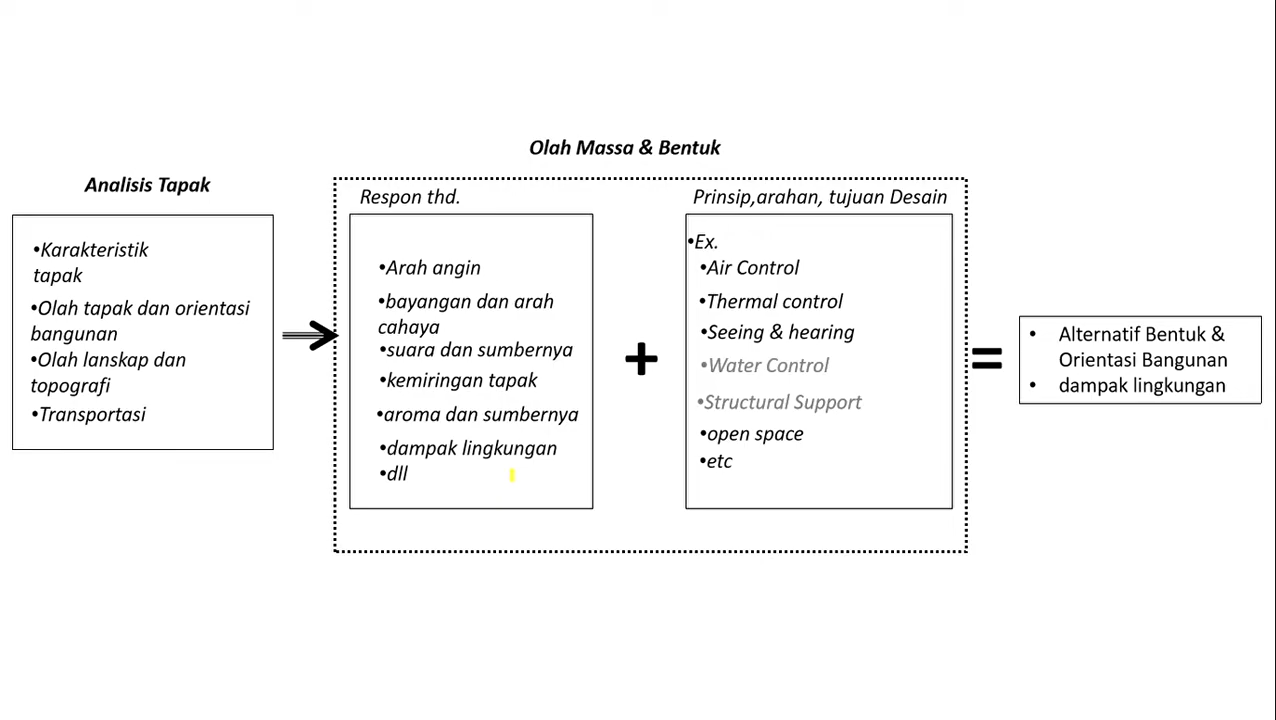 Olah Massa & Bentuk
Analisis Tapak
•Karakteristik
tapak
•Olah tapak dan orientasi
bangunan
•Olah lanskap dan
topografi
•Transportasi
Respon thd.
•Arah angin
•bayangan dan arah
cahaya
•suara dan sumbernya
•kemiringan tapak
•aroma dan sumbernya
•dampak lingkungan
•dll
+
Prinsip,arahan, tujuan Desain
•Ex.
•Air Control
•Thermal control
•Seeing & hearing
•Water Control
•Structural Support
•open space
•etc
=
• Alternatif Bentuk &
Orientasi Bangunan
• dampak lingkungan